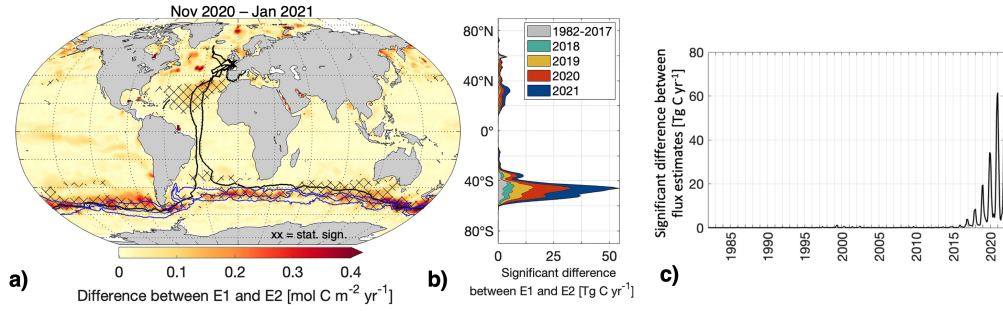 Nov 2020 – Jan 2021
xx = stat. sign.
0 0.1 0.2 0.3 0.4
Difference between E1 and E2 [mol C m⁻² yr⁻¹]
a)
80°N
40°N
0°
40°S
80°S
1982-2017
2018
2019
2020
2021
0 25 50
Significant difference
between E1 and E2 [Tg C yr⁻¹]
b)
Significant difference between
flux estimates [Tg C yr⁻¹]
80
60
40
20
0
1985 1990 1995 2000 2005 2010 2015 2020
c)